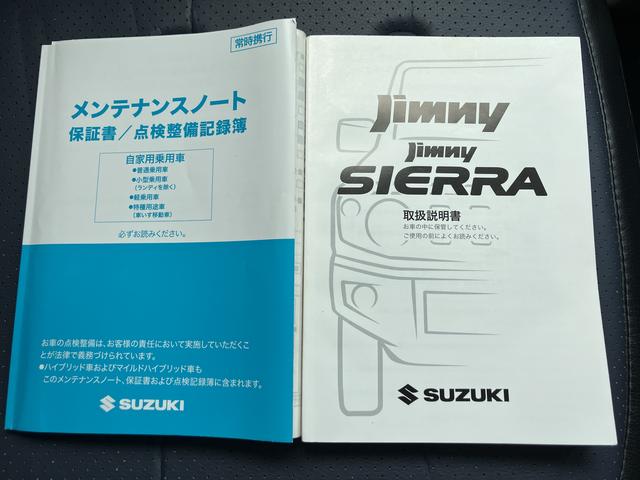 常時携行
メンテナンスノート
保証書／点検整備記録簿
自家用乗用車
●普通乗用車
●小型乗用車
(ランディを除く)
●軽乗用車
●特種用途車
(車いす移動車)
必ずお読みください。
お車の点検整備は、お客様の責任において実施していただくこ
とが法律で義務づけられています。
●ハイブリッド車およびマイルドハイブリッド車も
このメンテナンスノート、保証書および点検記録簿に含まれます。
SUZUKI
Jimny
Jimny
SIERRA
取扱説明書
お車の中に保管してください。
ご使用の前によくお読みください。
SUZUKI